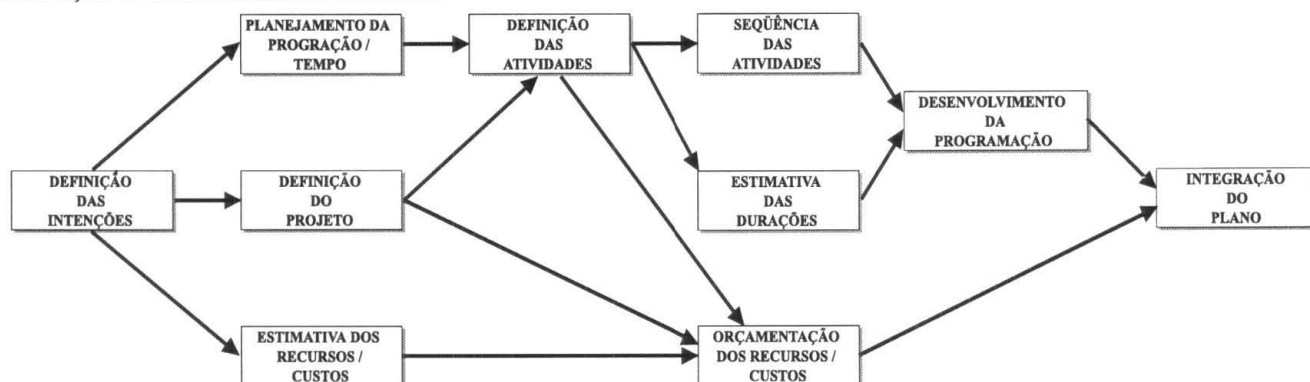 PLANEJAMENTO DA
PROGRAÇÃO /
TEMPO
DEFINIÇÃO
DAS
ATIVIDADES
SEQÜÊNCIA
DAS
ATIVIDADES
DESENVOLVIMENTO
DA
PROGRAMAÇÃO
DEFINIÇÃO
DAS
INTENÇÕES
DEFINIÇÃO
DO
PROJETO
ESTIMATIVA
DAS
DURAÇÕES
INTEGRAÇÃO
DO
PLANO
ESTIMATIVA DOS
RECURSOS /
CUSTOS
ORÇAMENTAÇÃO
DOS RECURSOS /
CUSTOS